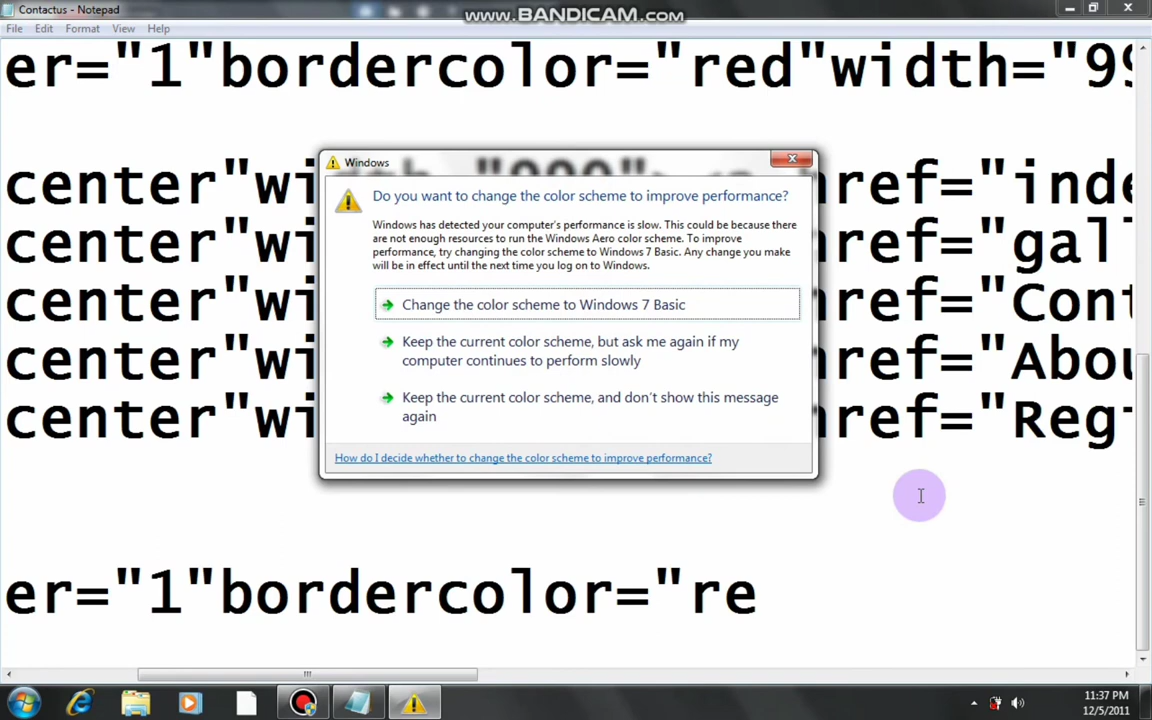 Contactus - Notepad
www.BANDICAM.com
File Edit Format View Help
er="1"bordercolor="red"width="99
Windows
Do you want to change the color scheme to improve performance?
Windows has detected your computer's performance is slow. This could be because there
are not enough resources to run the Windows Aero color scheme. To improve
performance, try changing the color scheme to Windows 7 Basic. Any change you make
will be in effect until the next time you log on to Windows.
Change the color scheme to Windows 7 Basic
Keep the current color scheme, but ask me again if my
computer continues to perform slowly
Keep the current color scheme, and don't show this message
again
How do I decide whether to change the color scheme to improve performance?
center"wi href="inde
center"wi href="gall
center"wi href="Cont
center"wi href="Abou
center"wi href="Reg
er="1"bordercolor="re
11:37 PM
12/5/2011